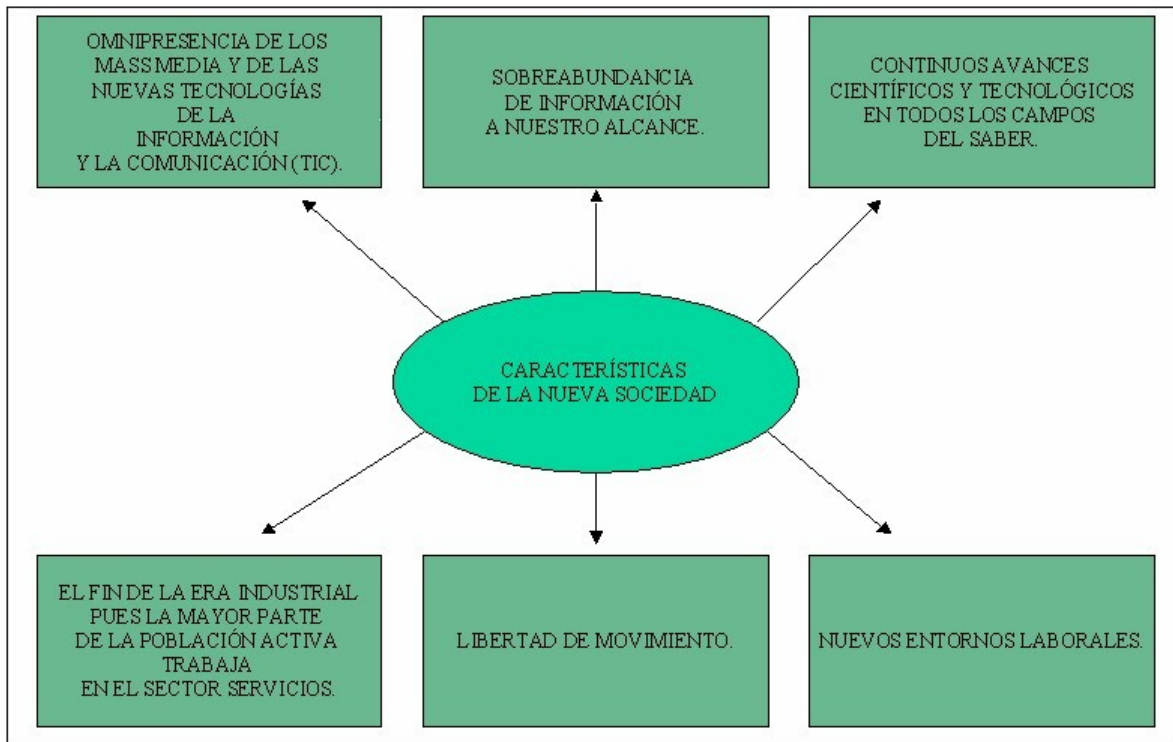 OMNIPRESENCIA DE LOS
MASS MEDIA Y DE LAS
NUEVAS TECNOLOGÍAS
DE LA
INFORMACIÓN
Y LA COMUNICACIÓN (TIC).
SOBREABUNDANCIA
DE INFORMACIÓN
A NUESTRO ALCANCE.
CONTINUOS AVANCES
CIENTÍFICOS Y TECNOLÓGICOS
EN TODOS LOS CAMPOS
DEL SABER.
CARACTERÍSTICAS
DE LA NUEVA SOCIEDAD
EL FIN DE LA ERA INDUSTRIAL
PUES LA MAYOR PARTE
DE LA POBLACIÓN ACTIVA
TRABAJA
EN EL SECTOR SERVICIOS.
LIBERTAD DE MOVIMIENTO.
NUEVOS ENTORNOS LABORALES.